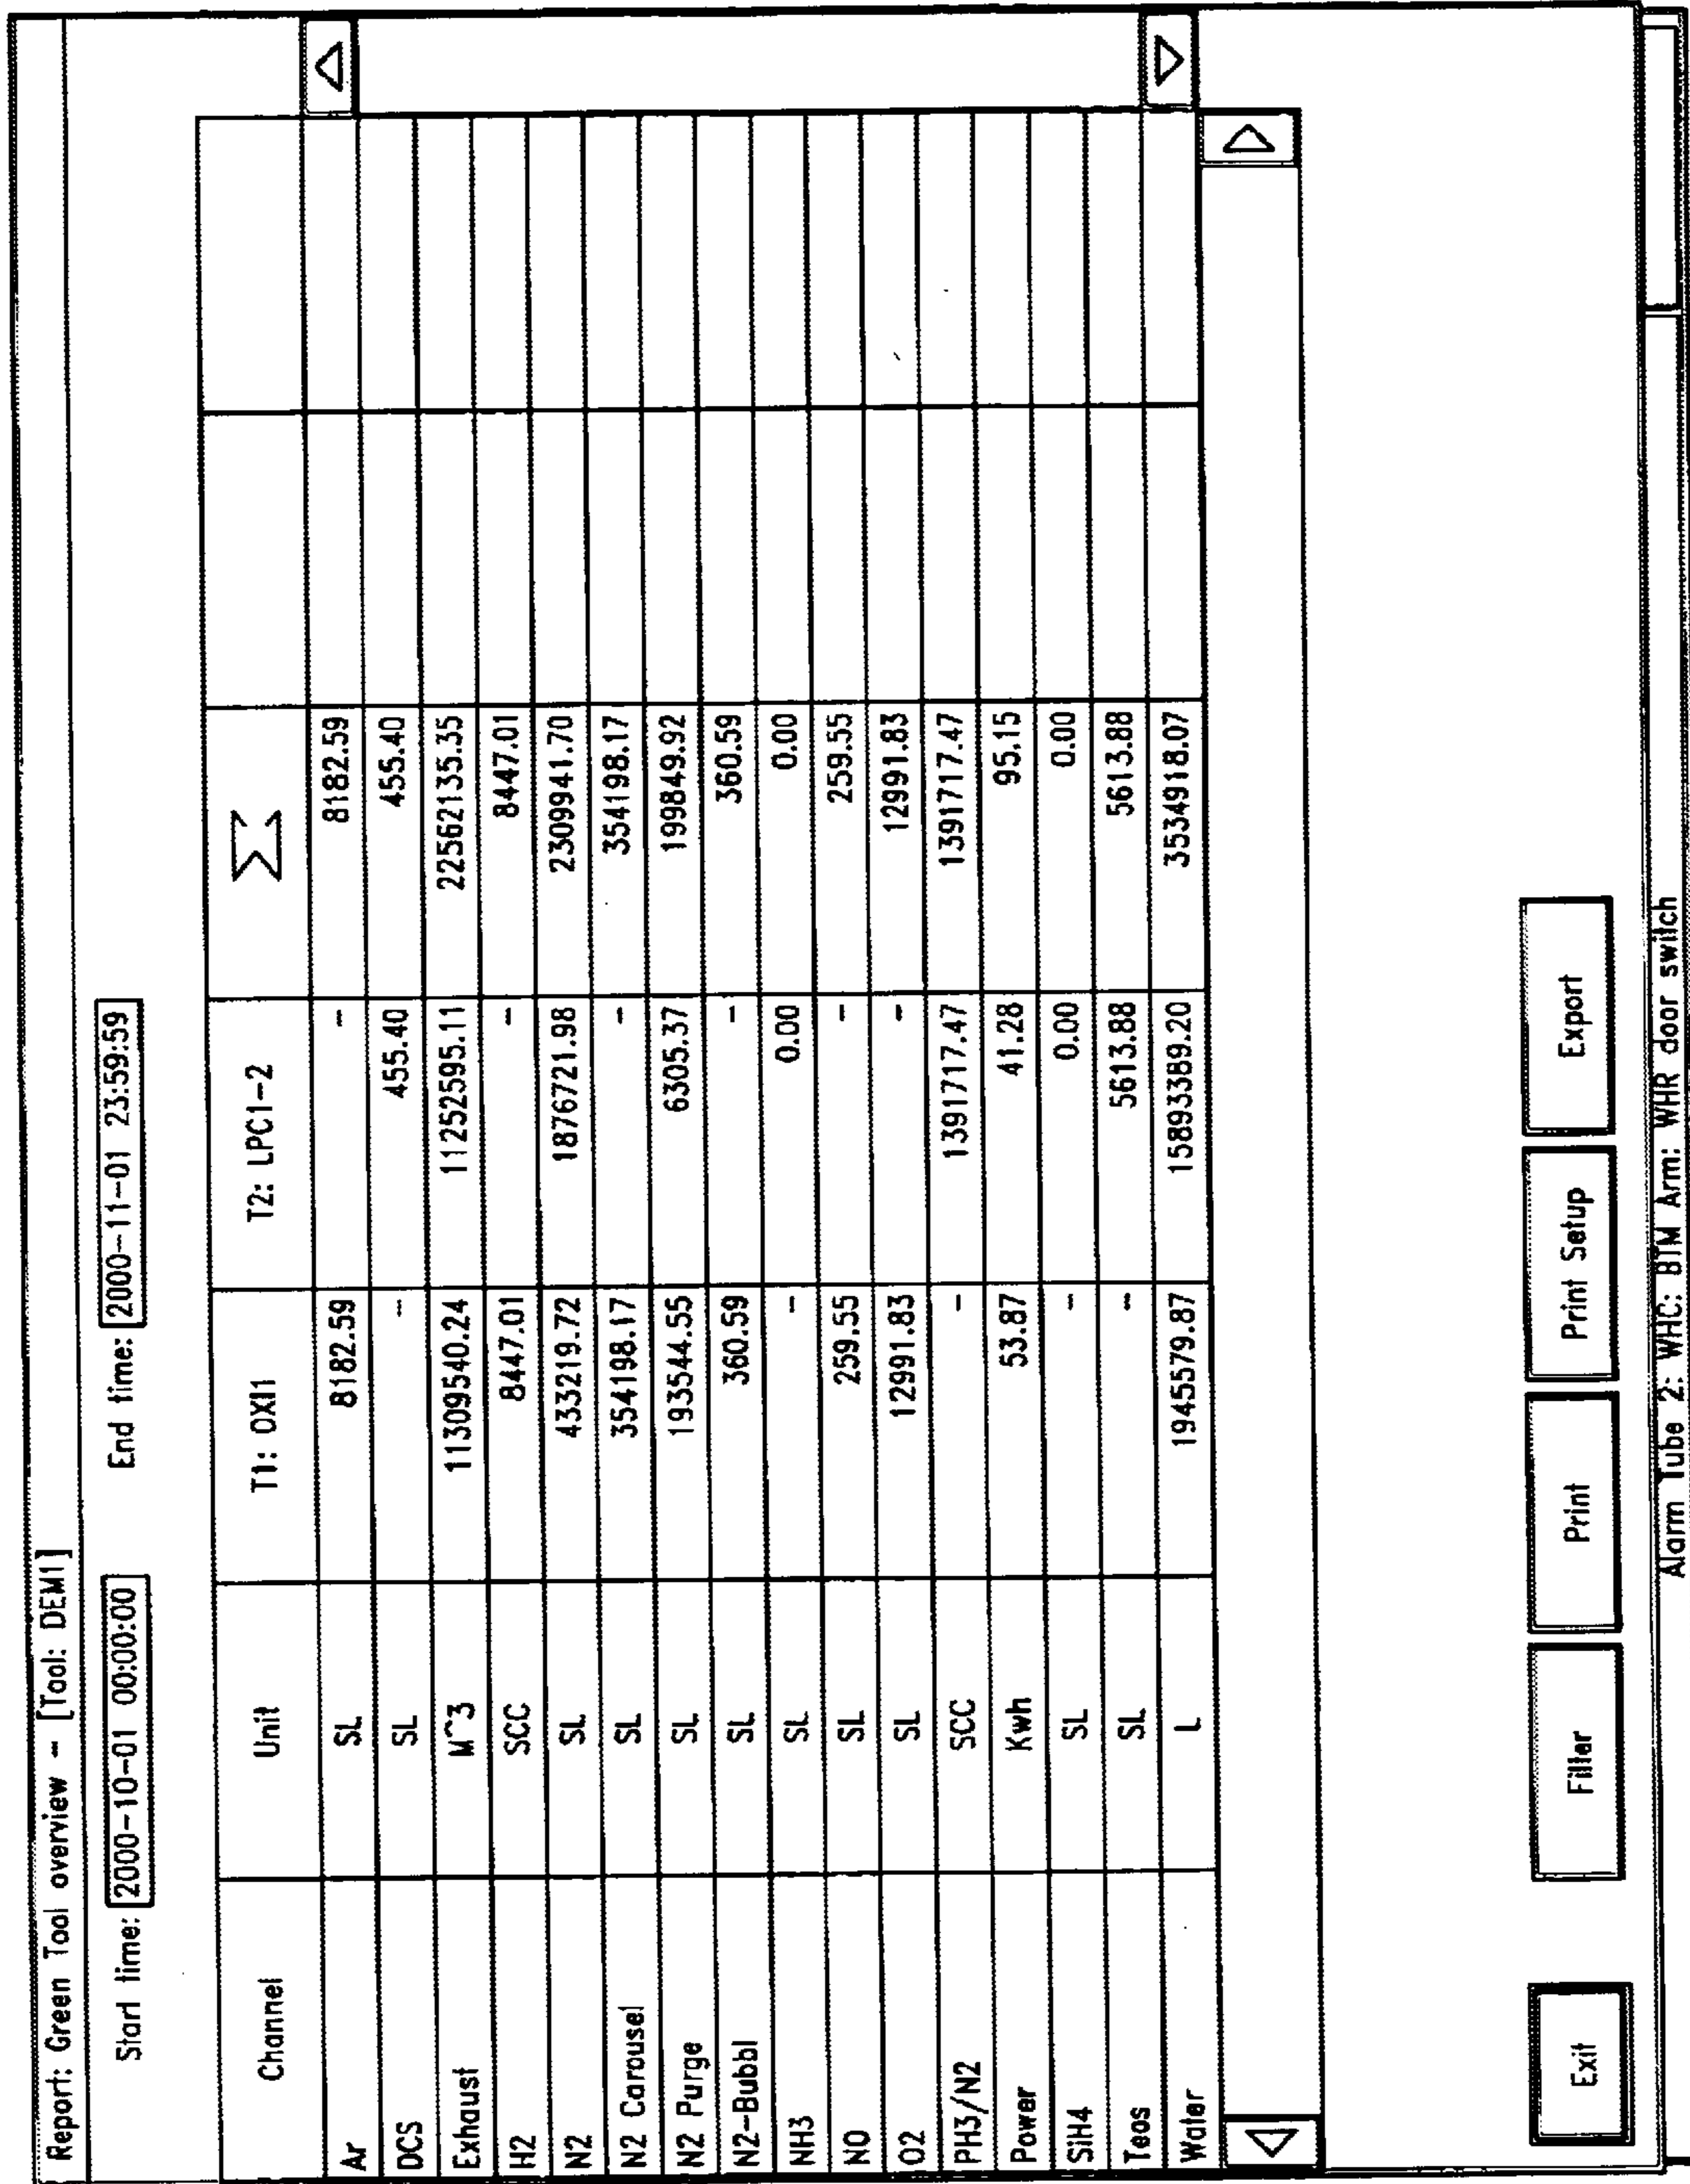 Report: Green Tool overview - [Tool: DEM1]
Start time: 2000-10-01 00:00:00 End time: 2000-11-01 23:59:59
Channel Unit T1: OXI1 T2: LPC1-2 Σ
Ar SL 8182.59 - 8182.59
DCS SL -- 455.40 455.40
Exhaust M^3 11309540.24 11252595.11 22562135.35
H2 SCC 8447.01 - 8447.01
N2 SL 433219.72 1876721.98 2309941.70
N2 Carousel SL 354198.17 - 354198.17
N2 Purge SL 193544.55 6305.37 199849.92
N2-Bubbl SL 360.59 - 360.59
NH3 SL - 0.00 0.00
NO SL 259.55 - 259.55
O2 SL 12991.83 - 12991.83
PH3/N2 SCC - 1391717.47 1391717.47
Power Kwh 53.87 41.28 95.15
SiH4 SL - 0.00 0.00
Teos SL -- 5613.88 5613.88
Water L 1945579.87 15893389.20 3534918.07
Exit Filter Print Print Setup Export
Alarm Tube 2: WHC: BTM Arm: WHR door switch